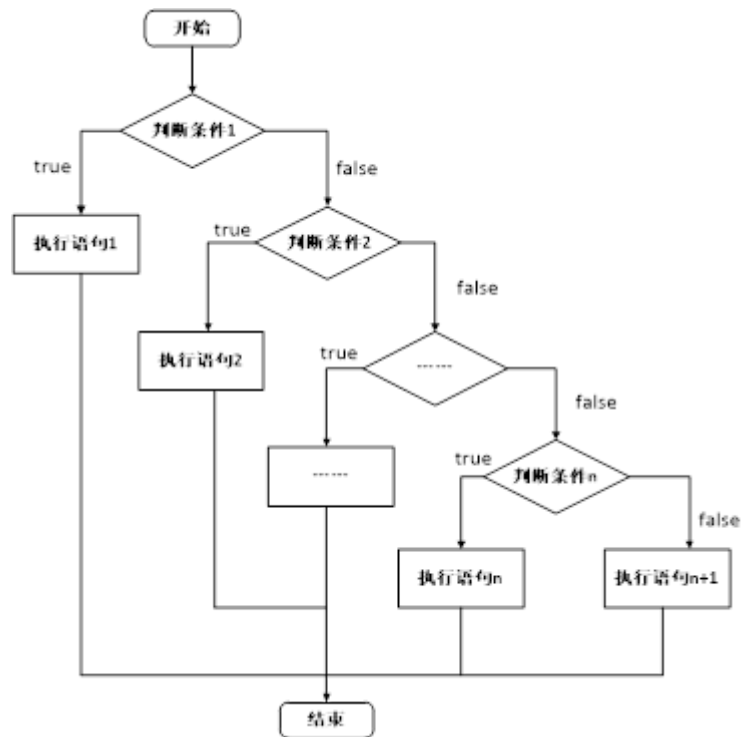 开始
判断条件1
true
false
执行语句1
true
判断条件2
false
执行语句2
true
------
false
------
true
判断条件n
false
执行语句n
执行语句n+1
结束